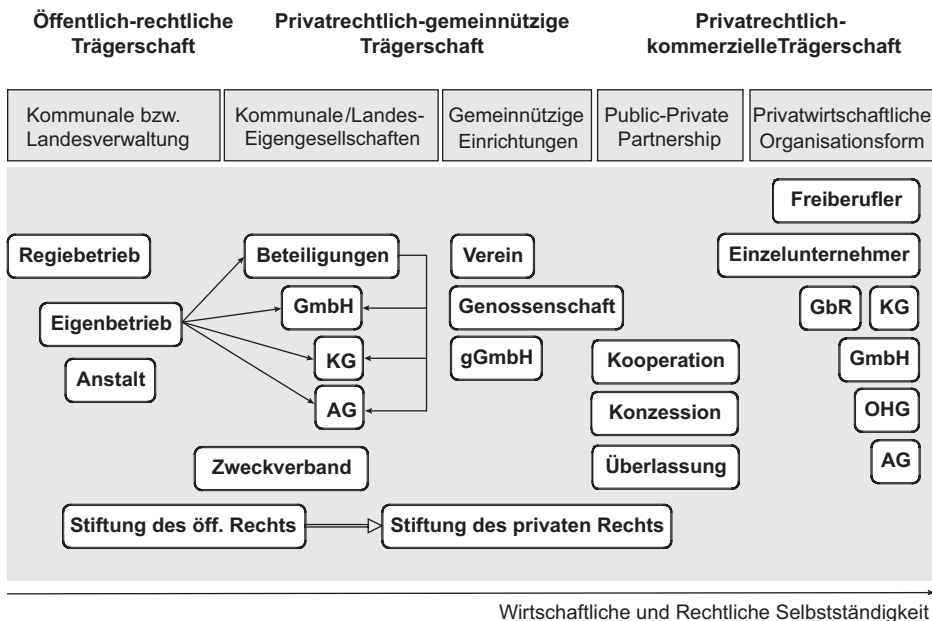 Öffentlich-rechtliche
Trägerschaft
Privatrechtlich-gemeinnützige
Trägerschaft
Privatrechtlich-
kommerzielleTrägerschaft
Kommunale bzw.
Landesverwaltung
Kommunale/Landes-
Eigengesellschaften
Gemeinnützige
Einrichtungen
Public-Private
Partnership
Privatwirtschaftliche
Organisationsform
Freiberufler
Regiebetrieb
Beteiligungen
Verein
Einzelunternehmer
Eigenbetrieb
GmbH
Genossenschaft
GbR
KG
Anstalt
KG
gGmbH
Kooperation
GmbH
AG
Konzession
OHG
Zweckverband
Überlassung
AG
Stiftung des öff. Rechts
Stiftung des privaten Rechts
Wirtschaftliche und Rechtliche Selbstständigkeit